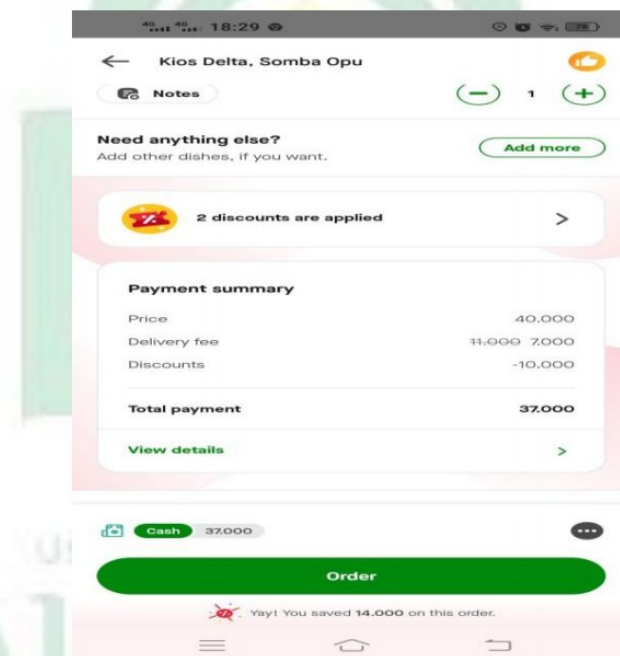 18:29
Kios Delta, Somba Opu
Notes
1
Need anything else?
Add other dishes, if you want.
Add more
2 discounts are applied
Payment summary
Price 40.000
Delivery fee 11.000 7.000
Discounts -10.000
Total payment 37.000
View details
Cash 37.000
Order
Yay! You saved 14.000 on this order.